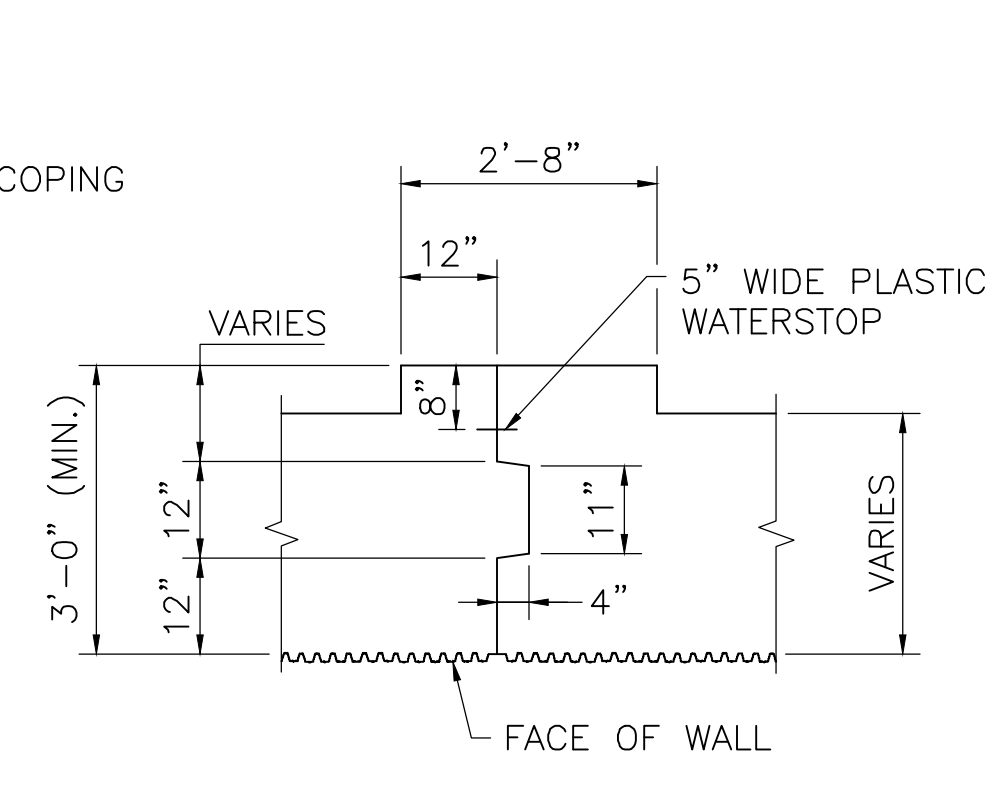 2'-8"
COPING
12"
5" WIDE PLASTIC
WATERSTOP
VARIES
8"
3'-0" (MIN.)
12"
11"
VARIES
12"
4"
FACE OF WALL